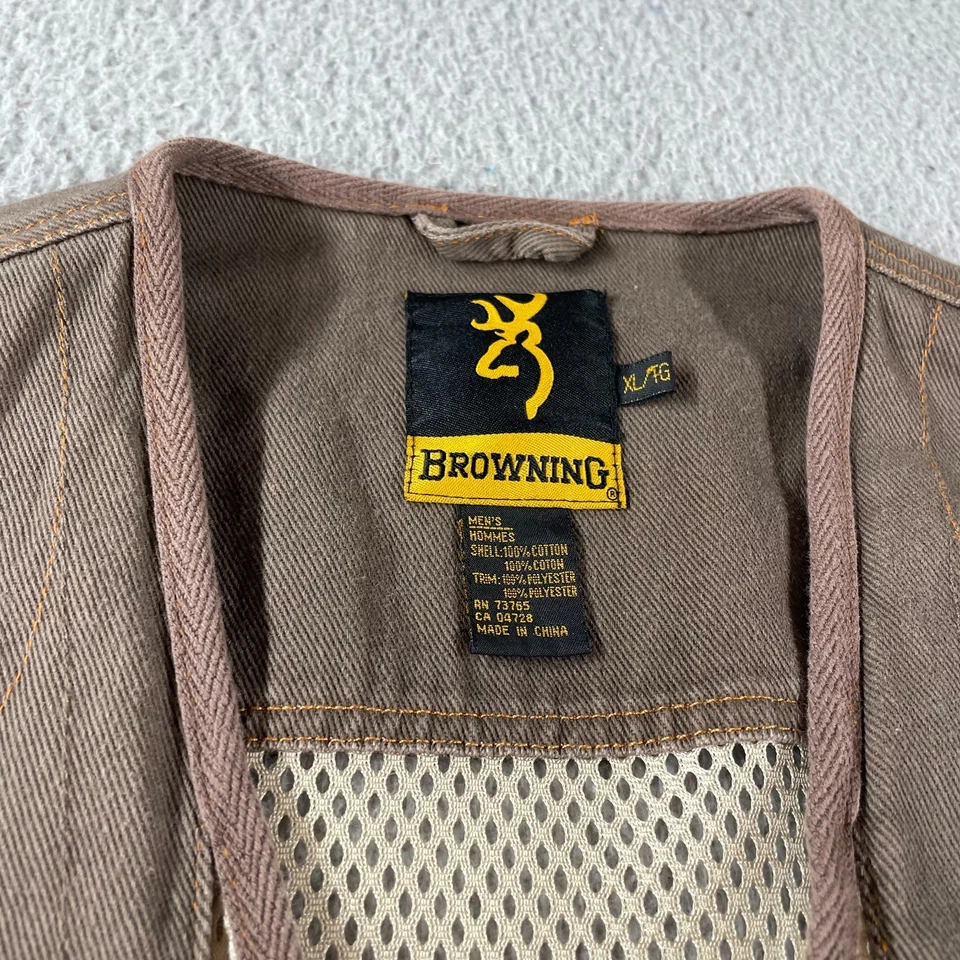 XL/TG
BROWNING®
MEN'S
HOMMES
SHELL:100% COTTON
100% COTON
TRIM: 100% POLYESTER
100% POLYESTER
RN 73765
CA 04728
MADE IN CHINA